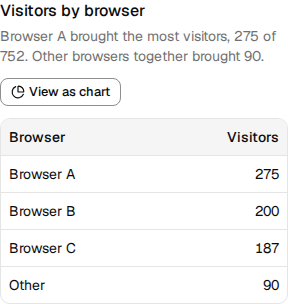 Visitors by browser
Browser A brought the most visitors, 275 of
752. Other browsers together brought 90.
View as chart
Browser Visitors
Browser A 275
Browser B 200
Browser C 187
Other 90